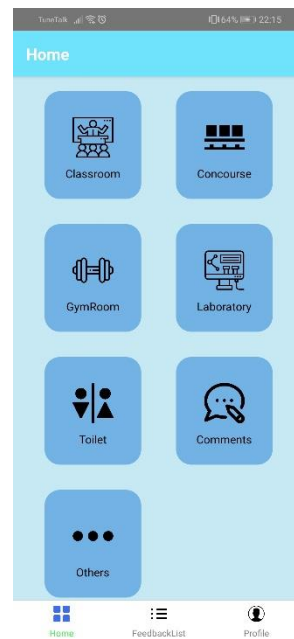 TuneTalk 64% 22:15
Home
Classroom Concourse
GymRoom Laboratory
Toilet Comments
Others
Home FeedbackList Profile